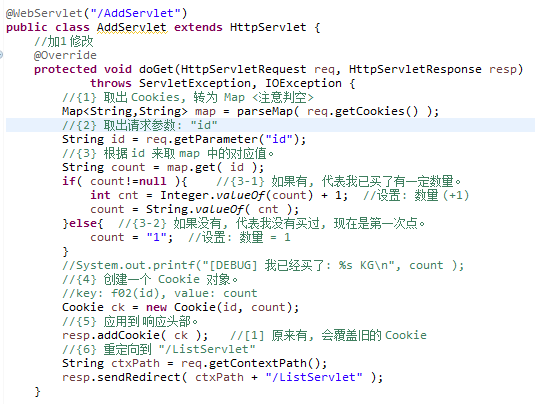 @WebServlet("/AddServlet")
public class AddServlet extends HttpServlet {
//加1 修改
@Override
protected void doGet(HttpServletRequest req, HttpServletResponse resp)
throws ServletException, IOException {
//{1} 取出 Cookies, 转为 Map <注意判空>
Map<String,String> map = parseMap( req.getCookies() );
//{2} 取出请求参数: "id"
String id = req.getParameter("id");
//{3} 根据 id 来取 map 中的对应值。
String count = map.get( id );
if( count!=null ){ //{3-1} 如果有, 代表我已买了有一定数量。
int cnt = Integer.valueOf(count) + 1; //设置: 数量 (+1)
count = String.valueOf( cnt );
}else{ //{3-2} 如果没有, 代表我没有买过, 现在是第一次点。
count = "1"; //设置: 数量 = 1
}
//System.out.printf("[DEBUG] 我已经买了: %s KG\n", count );
//{4} 创建一个 Cookie 对象。
//key: f02(id), value: count
Cookie ck = new Cookie(id, count);
//{5} 应用到响应头部。
resp.addCookie( ck ); //[1] 原来有, 会覆盖旧的 Cookie
//{6} 重定向到 "/ListServlet"
String ctxPath = req.getContextPath();
resp.sendRedirect( ctxPath + "/ListServlet" );
}